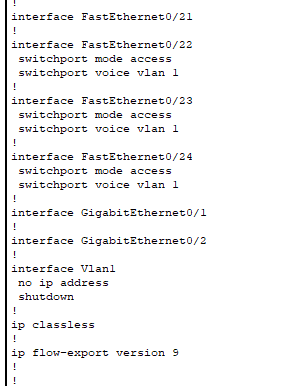 !
interface FastEthernet0/21
!
interface FastEthernet0/22
switchport mode access
switchport voice vlan 1
!
interface FastEthernet0/23
switchport mode access
switchport voice vlan 1
!
interface FastEthernet0/24
switchport mode access
switchport voice vlan 1
!
interface GigabitEthernet0/1
!
interface GigabitEthernet0/2
!
interface Vlan1
no ip address
shutdown
!
ip classless
!
ip flow-export version 9
!
!